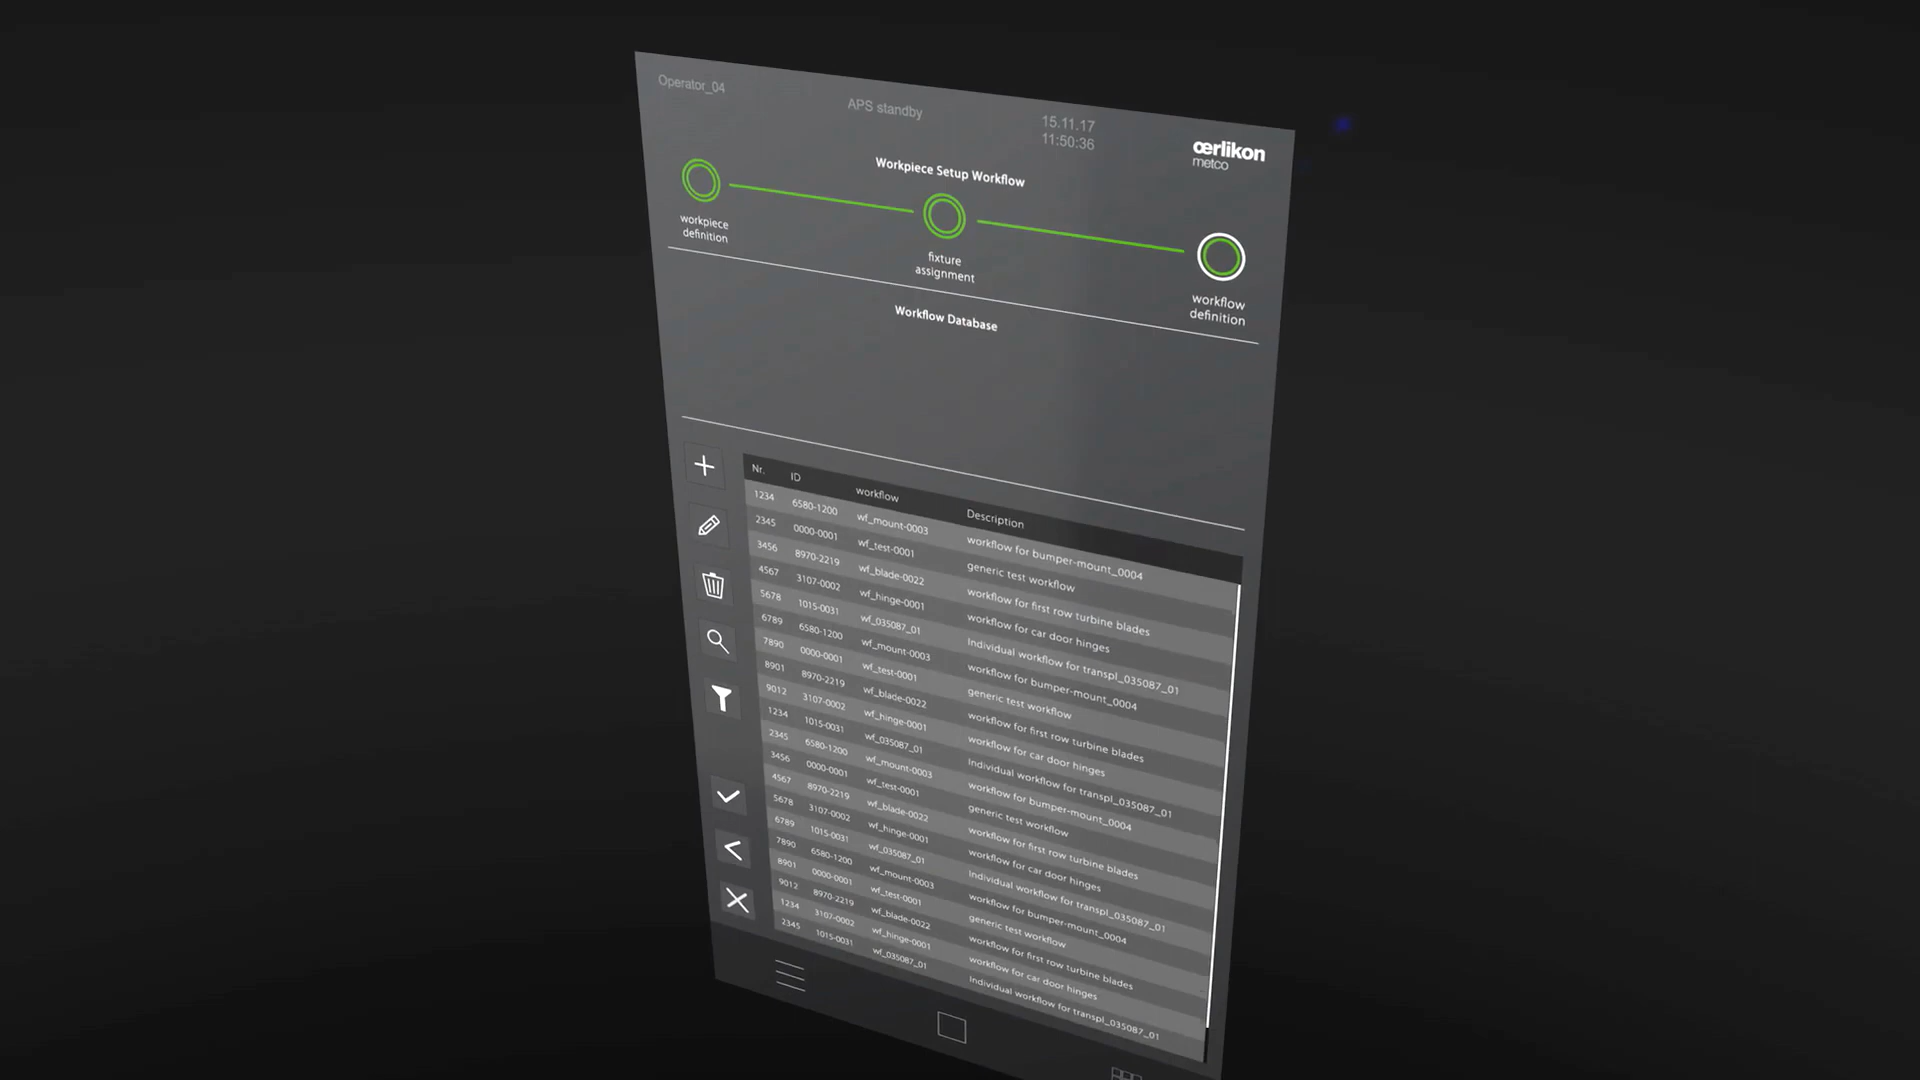 Operator_04
APS standby
15.11.17
11:50:36
œrlikon
metco
Workpiece Setup Workflow
workpiece
definition
fixture
assignment
workflow
definition
Workflow Database
Nr. ID workflow Description
1234 6580-1200 wf_mount-0003 workflow for bumper-mount_0004
2345 0000-0001 wf_test-0001 generic test workflow
3456 8970-2219 wf_blade-0022 workflow for first row turbine blades
4567 3107-0002 wf_hinge-0001 workflow for car door hinges
5678 1015-0031 wf_035087_01 Individual workflow for transpl_035087_01
6789 6580-1200 wf_mount-0003 workflow for bumper-mount_0004
7890 0000-0001 wf_test-0001 generic test workflow
8901 8970-2219 wf_blade-0022 workflow for first row turbine blades
9012 3107-0002 wf_hinge-0001 workflow for car door hinges
1234 1015-0031 wf_035087_01 Individual workflow for transpl_035087_01
2345 6580-1200 wf_mount-0003 workflow for bumper-mount_0004
3456 0000-0001 wf_test-0001 generic test workflow
4567 8970-2219 wf_blade-0022 workflow for first row turbine blades
5678 3107-0002 wf_hinge-0001 workflow for car door hinges
6789 1015-0031 wf_035087_01 Individual workflow for transpl_035087_01
7890 6580-1200 wf_mount-0003 workflow for bumper-mount_0004
8901 0000-0001 wf_test-0001 generic test workflow
9012 8970-2219 wf_blade-0022 workflow for first row turbine blades
1234 3107-0002 wf_hinge-0001 workflow for car door hinges
2345 1015-0031 wf_035087_01 Individual workflow for transpl_035087_01